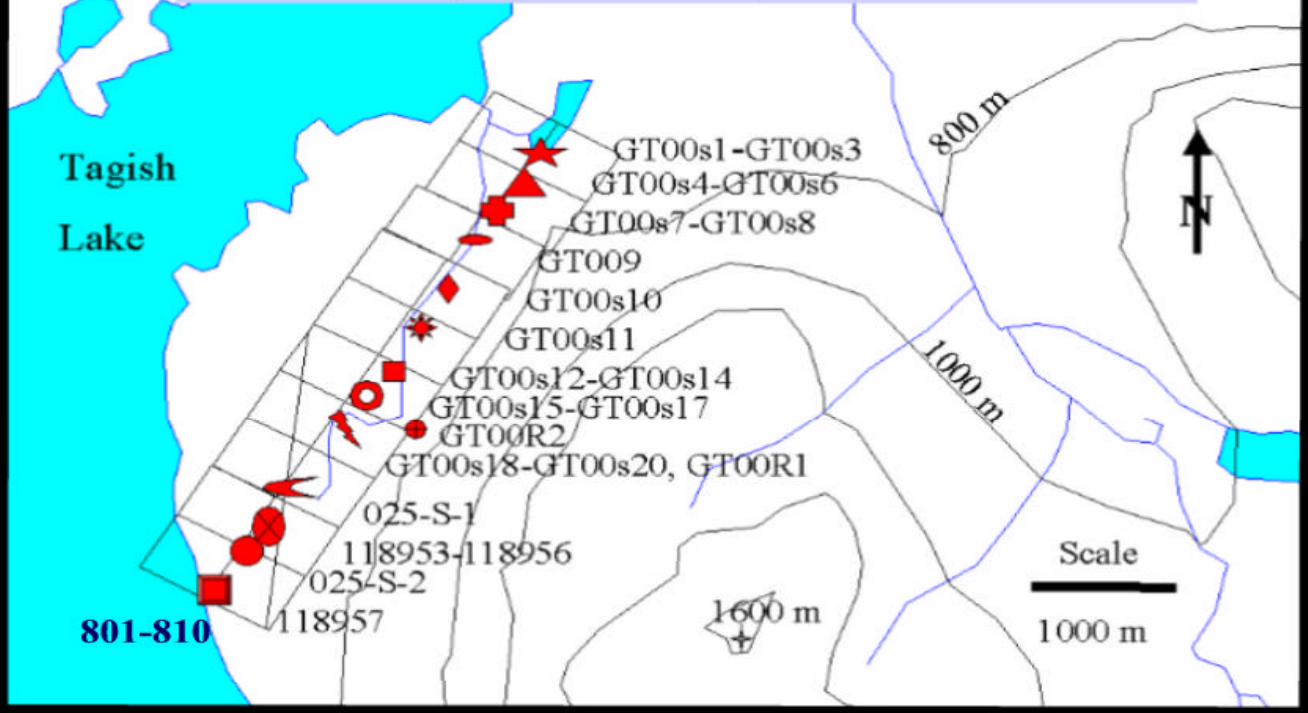 800 m
GT00s1-GT00s3
Tagish
GT00s4-GT00s6
N
GT00s7-GT00s8
Lake
GT009
GT00s10
GT00s11
1000 m
GT00s12-GT00s14
GT00s15-GT00s17
GT00R2
GT00s18-GT00s20, GT00R1
025-S-1
118953-118956
Scale
025-S-2
1600 m
118957
801-810
1000 m